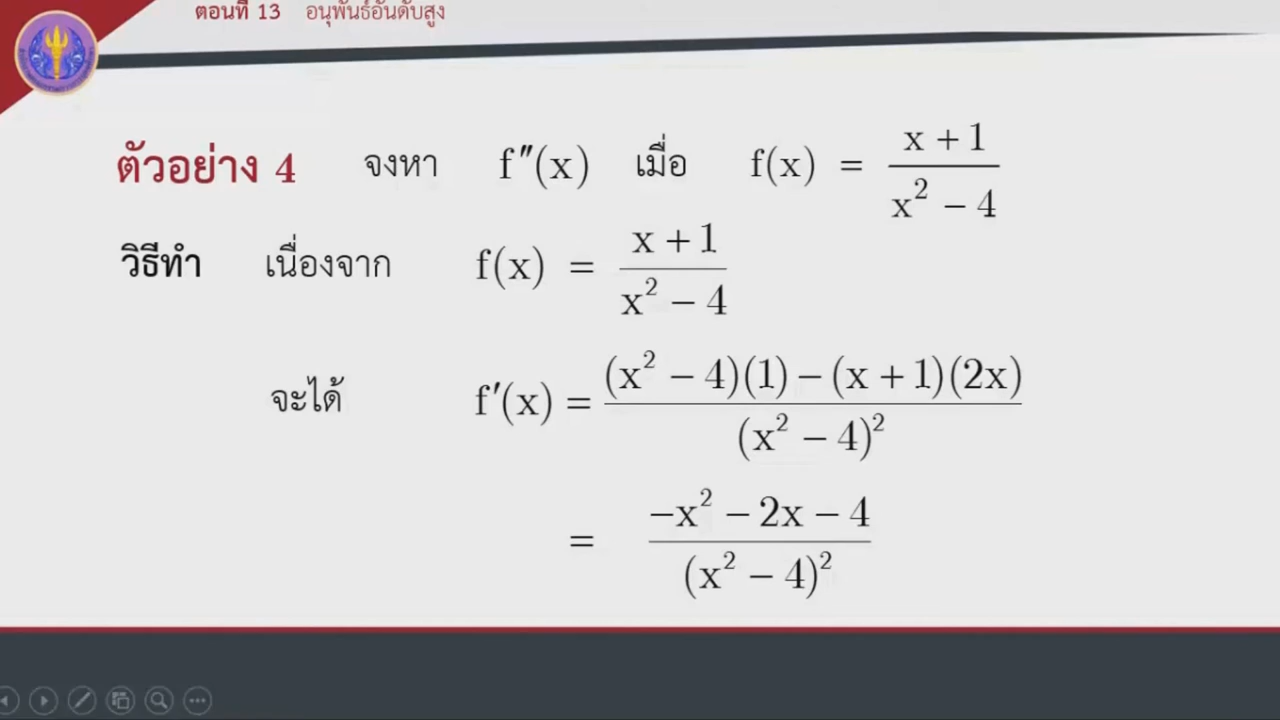 ตอนที่ 13 อนุพันธ์อันดับสูง
ตัวอย่าง 4 จงหา f″(x) เมื่อ f(x) = (x + 1)/(x² − 4)
วิธีทำ เนื่องจาก f(x) = (x + 1)/(x² − 4)
จะได้ f′(x) = ((x² − 4)(1) − (x + 1)(2x))/(x² − 4)²
= (−x² − 2x − 4)/(x² − 4)²